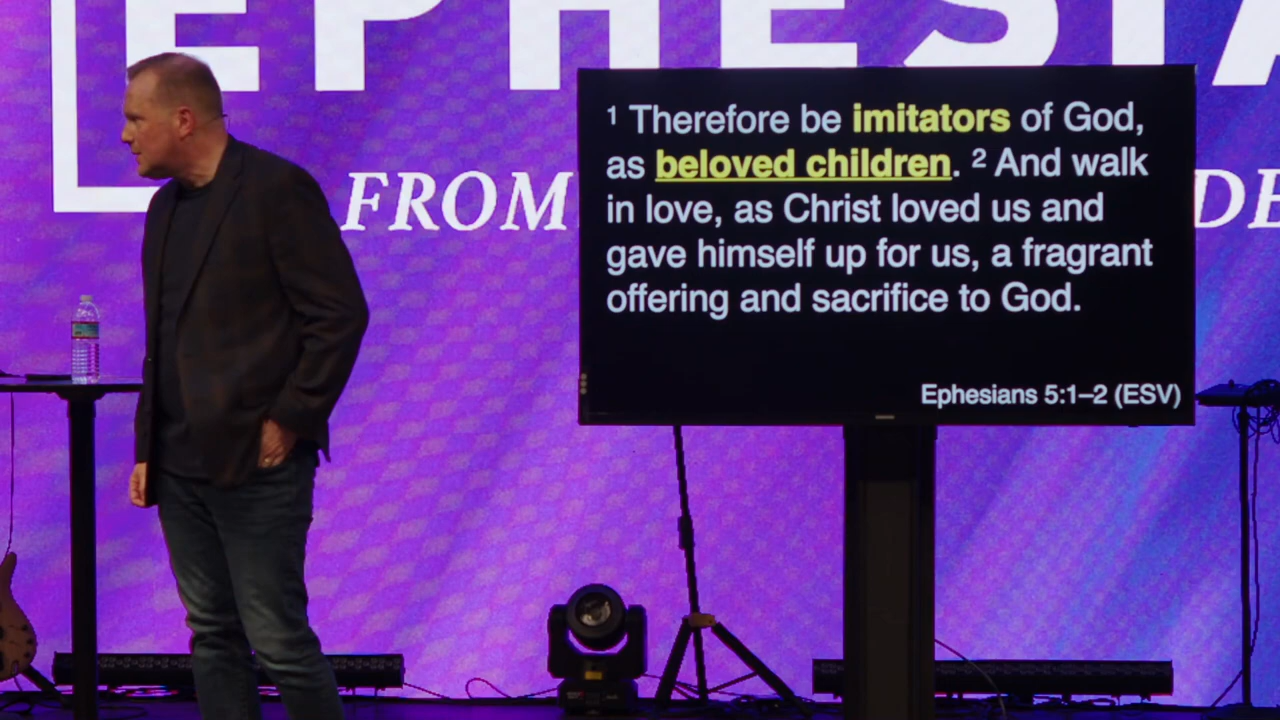 EPHESIA
FROM
DE
¹ Therefore be imitators of God,
as beloved children. ² And walk
in love, as Christ loved us and
gave himself up for us, a fragrant
offering and sacrifice to God.
Ephesians 5:1–2 (ESV)